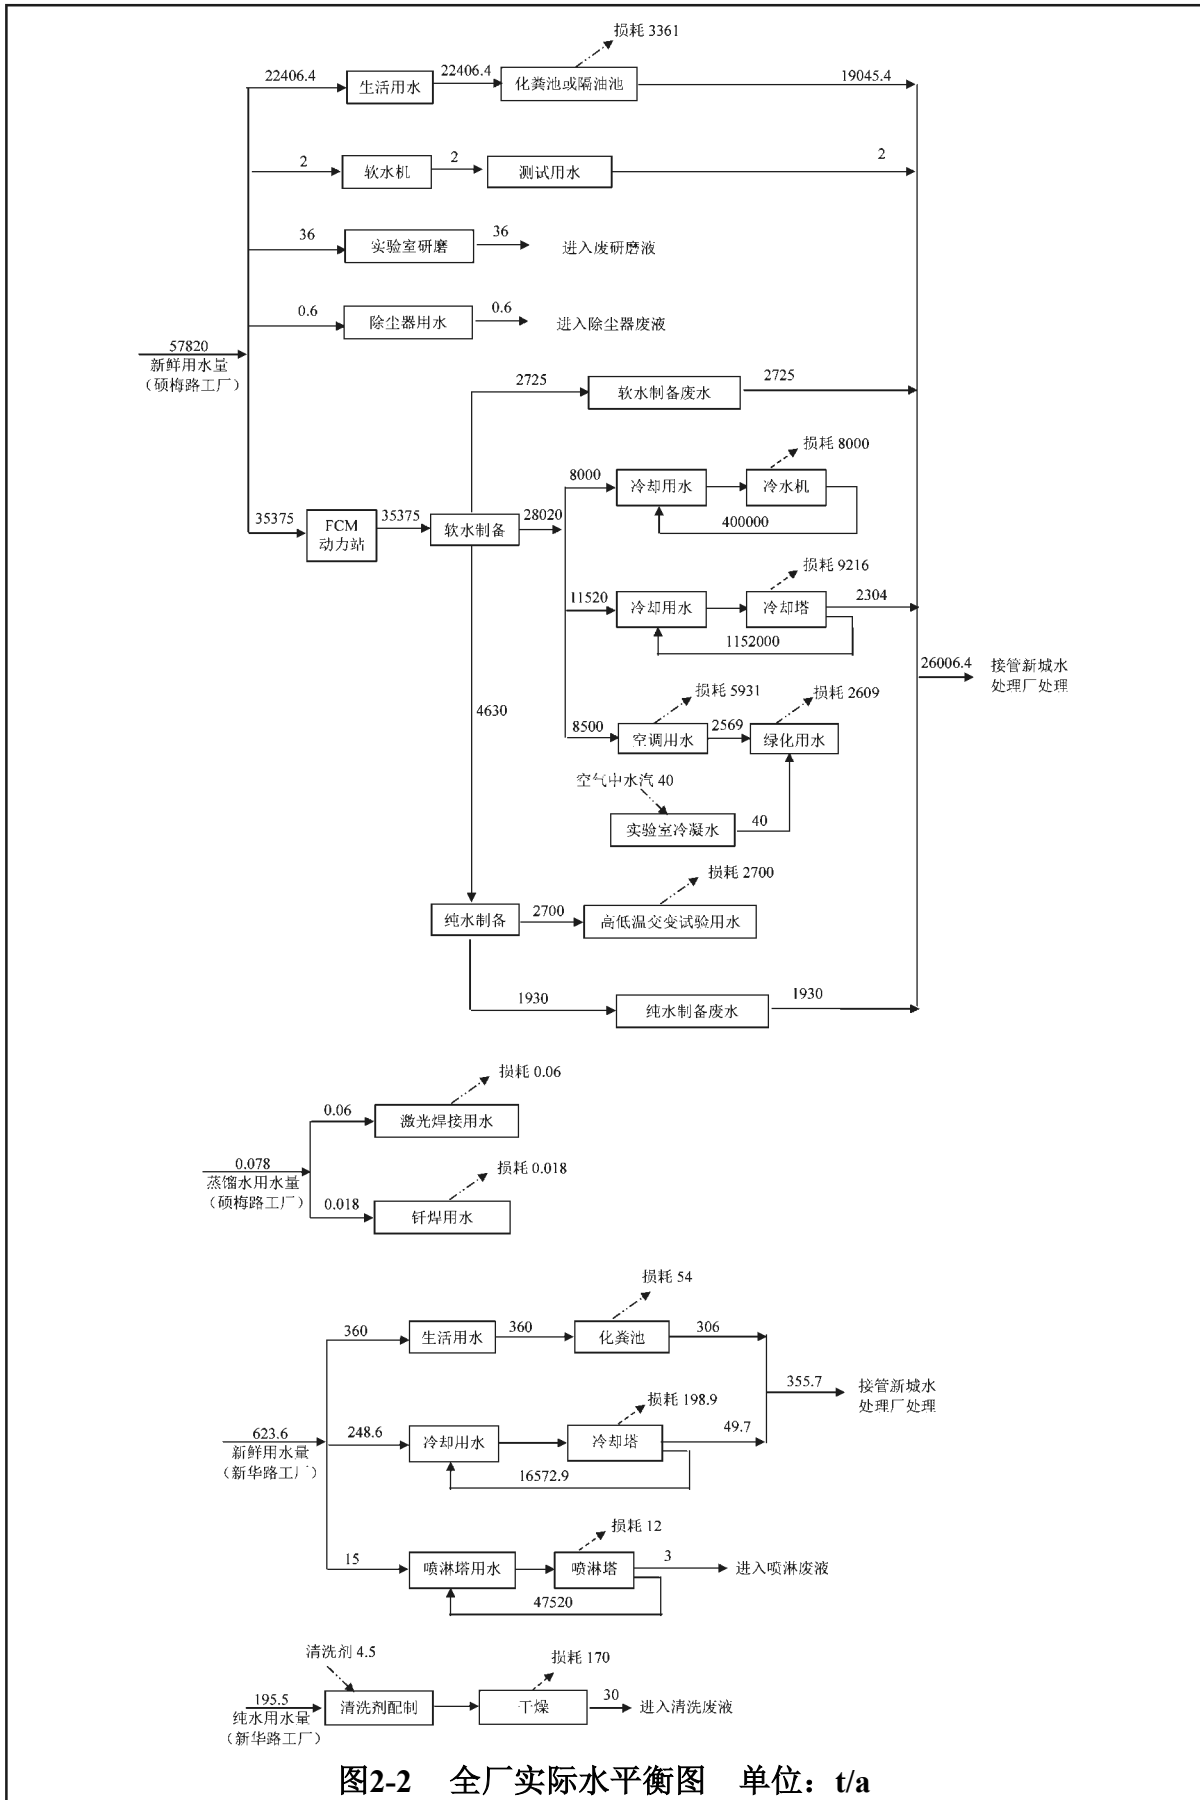 损耗 3361
22406.4
生活用水
22406.4
化粪池或隔油池
19045.4
2
软水机
2
测试用水
2
36
实验室研磨
36
进入废研磨液
0.6
除尘器用水
0.6
进入除尘器废液
57820
新鲜用水量
（硕梅路工厂）
2725
软水制备废水
2725
损耗 8000
8000
冷却用水
冷水机
400000
35375
FCM
动力站
35375
软水制备
28020
损耗 9216
11520
冷却用水
冷却塔
2304
1152000
26006.4
接管新城水
处理厂处理
4630
损耗 5931
损耗 2609
8500
空调用水
2569
绿化用水
空气中水汽 40
实验室冷凝水
40
损耗 2700
纯水制备
2700
高低温交变试验用水
1930
纯水制备废水
1930
损耗 0.06
0.06
激光焊接用水
0.078
蒸馏水用水量
（硕梅路工厂）
损耗 0.018
0.018
钎焊用水
损耗 54
360
生活用水
360
化粪池
306
355.7
接管新城水
处理厂处理
损耗 198.9
623.6
新鲜用水量
（新华路工厂）
248.6
冷却用水
冷却塔
49.7
16572.9
损耗 12
15
喷淋塔用水
喷淋塔
3
进入喷淋废液
47520
清洗剂 4.5
损耗 170
195.5
纯水用水量
（新华路工厂）
清洗剂配制
干燥
30
进入清洗废液
图2-2 全厂实际水平衡图 单位：t/a